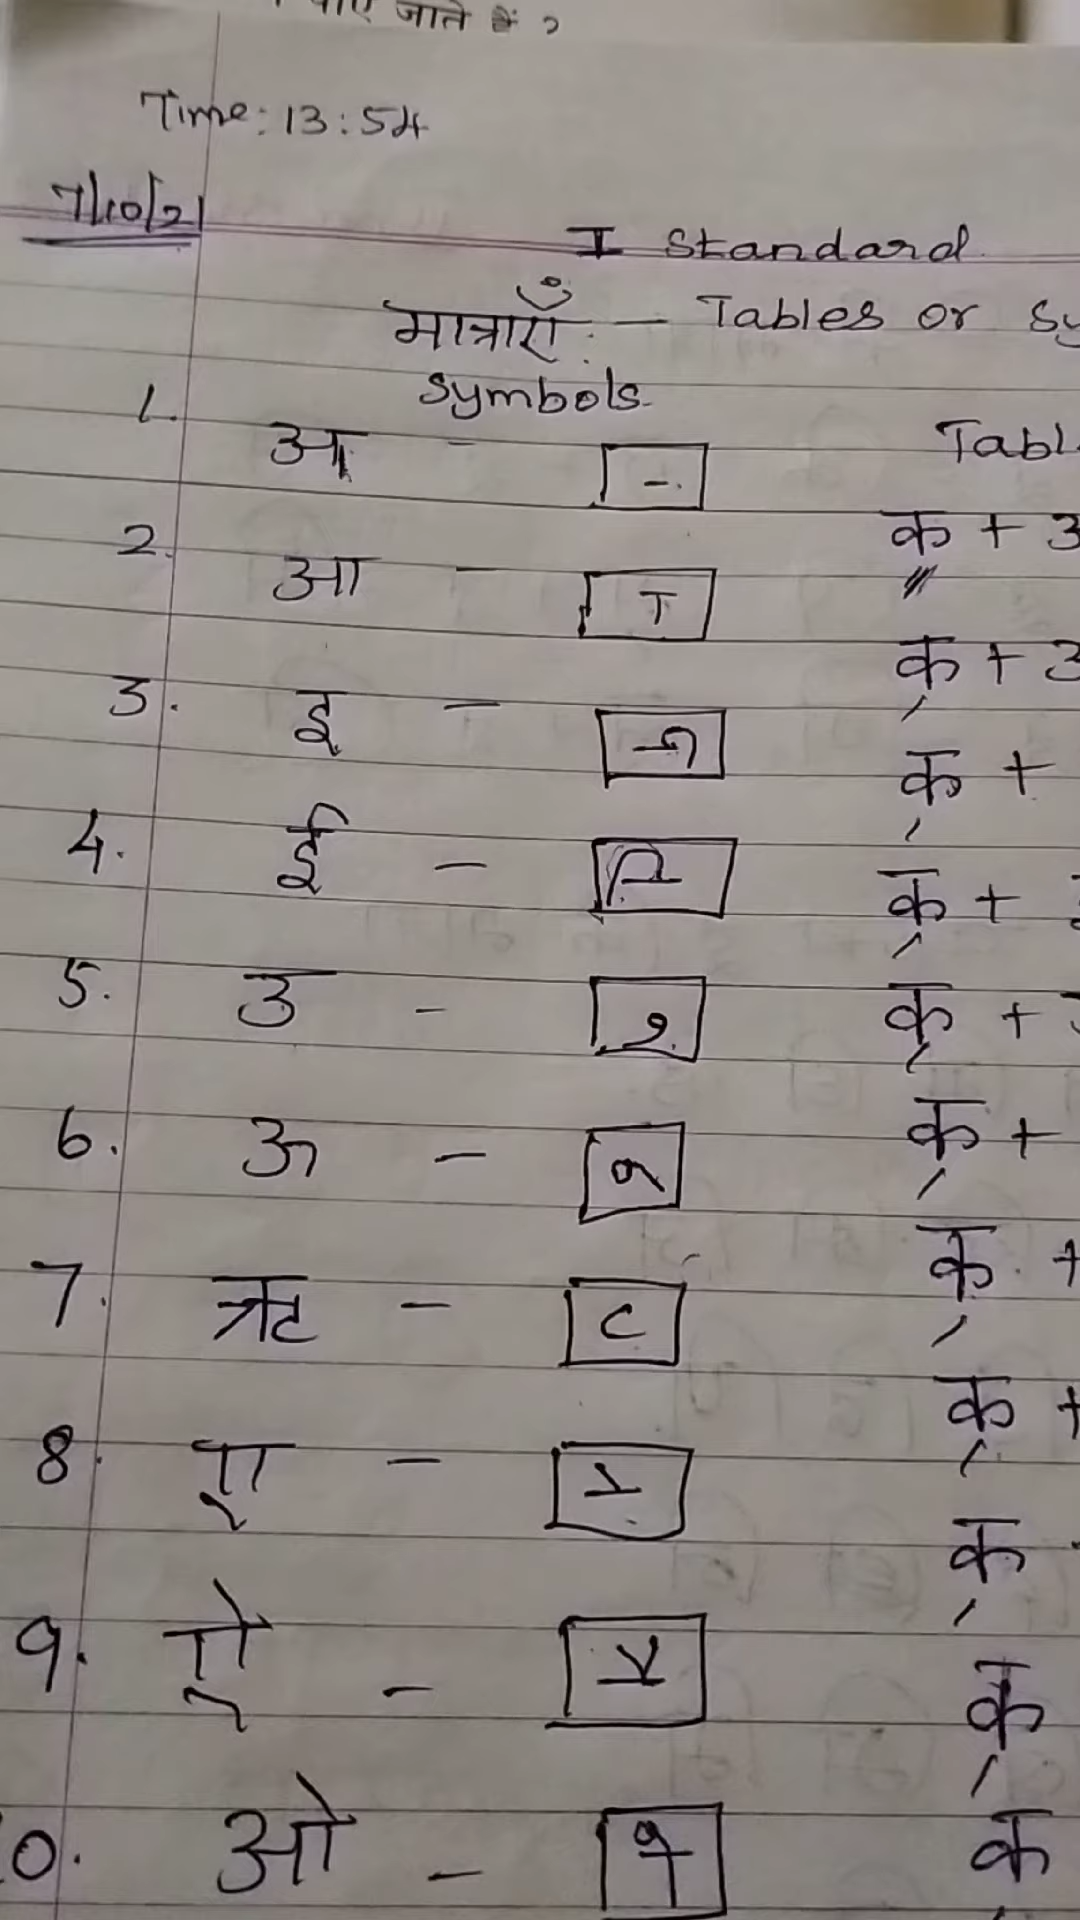 जाते हैं ?
Time: 13:54
7/10/21
I Standard
मात्राएँ :- Tables or Sy
Symbols. Tabl
1. अ - - क् + अ
2. आ - ा क् + आ
3. इ - ि क् +
4. ई - ी क् +
5. उ - ु क् +
6. ऊ - ू क् +
7. ऋ - ृ क् +
8. ए - े क् +
9. ऐ - ै क्
10. ओ - ो क्
क्